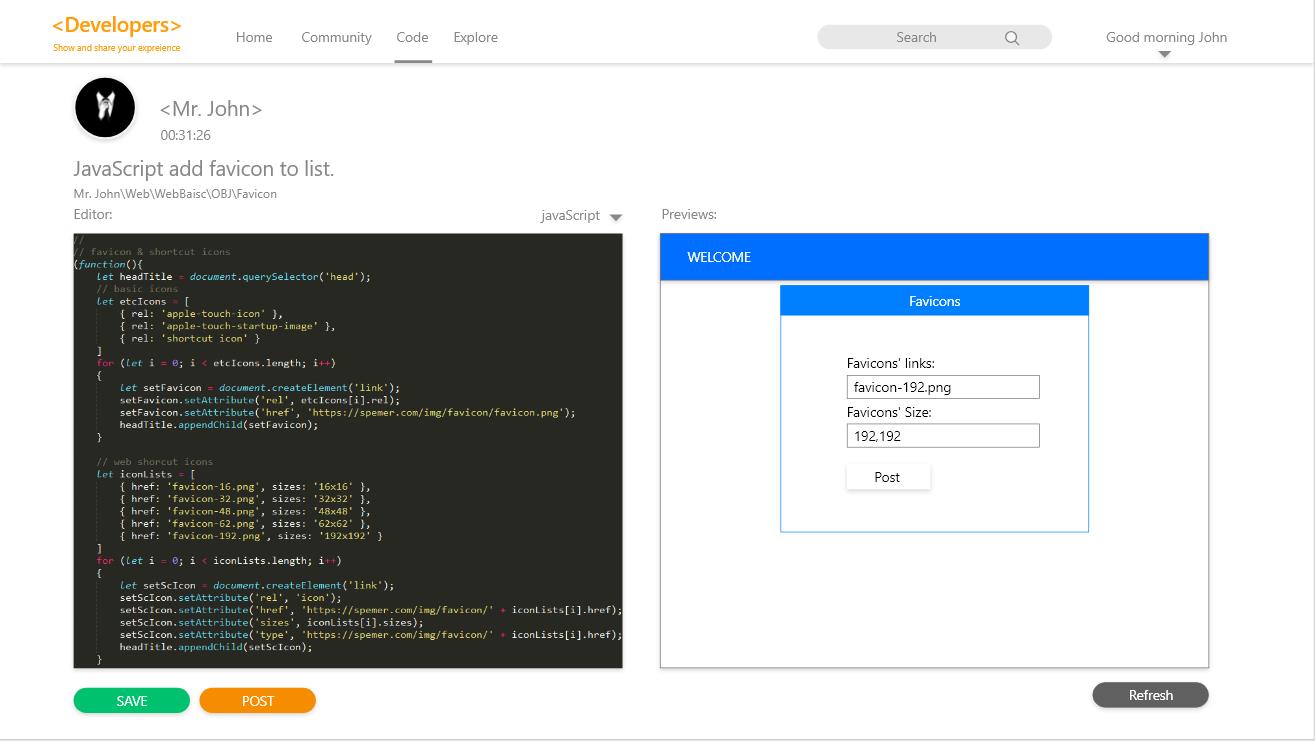 <Developers>
Show and share your expreience
Home
Community
Code
Explore
Search
Good morning John
<Mr. John>
00:31:26
JavaScript add favicon to list.
Mr. John\Web\WebBaisc\OBJ\Favicon
Editor:
javaScript
//
// favicon & shortcut icons
(function(){
let headTitle = document.querySelector('head');
// basic icons
let etcIcons = [
{ rel: 'apple-touch-icon' },
{ rel: 'apple-touch-startup-image' },
{ rel: 'shortcut icon' }
]
for (let i = 0; i < etcIcons.length; i++)
{
let setFavicon = document.createElement('link');
setFavicon.setAttribute('rel', etcIcons[i].rel);
setFavicon.setAttribute('href', 'https://spemer.com/img/favicon/favicon.png');
headTitle.appendChild(setFavicon);
}
// web shorcut icons
let iconLists = [
{ href: 'favicon-16.png', sizes: '16x16' },
{ href: 'favicon-32.png', sizes: '32x32' },
{ href: 'favicon-48.png', sizes: '48x48' },
{ href: 'favicon-62.png', sizes: '62x62' },
{ href: 'favicon-192.png', sizes: '192x192' }
]
for (let i = 0; i < iconLists.length; i++)
{
let setScIcon = document.createElement('link');
setScIcon.setAttribute('rel', 'icon');
setScIcon.setAttribute('href', 'https://spemer.com/img/favicon/' + iconLists[i].href);
setScIcon.setAttribute('sizes', iconLists[i].sizes);
setScIcon.setAttribute('type', 'https://spemer.com/img/favicon/' + iconLists[i].href);
headTitle.appendChild(setScIcon);
}
SAVE
POST
Previews:
WELCOME
Favicons
Favicons' links:
favicon-192.png
Favicons' Size:
192,192
Post
Refresh